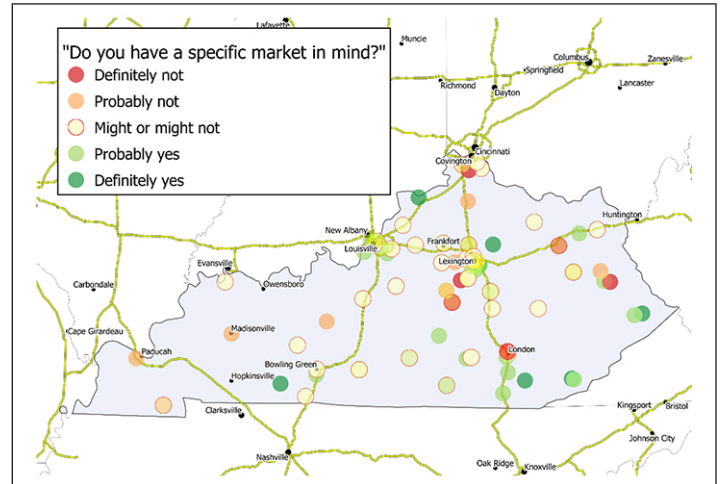 Lafayette
"Do you have a specific market in mind?"
Definitely not
Probably not
Might or might not
Probably yes
Definitely yes
Muncie
Columbus
Zanesville
Springfield
Richmond
Dayton
Lancaster
Cincinnati
Covington
Huntington
New Albany
Louisville
Frankfort
Lexington
Evansville
Owensboro
Carbondale
Cape Girardeau
Madisonville
Paducah
London
Bowling Green
Hopkinsville
Clarksville
Kingsport
Bristol
Johnson City
Nashville
Oak Ridge
Knoxville